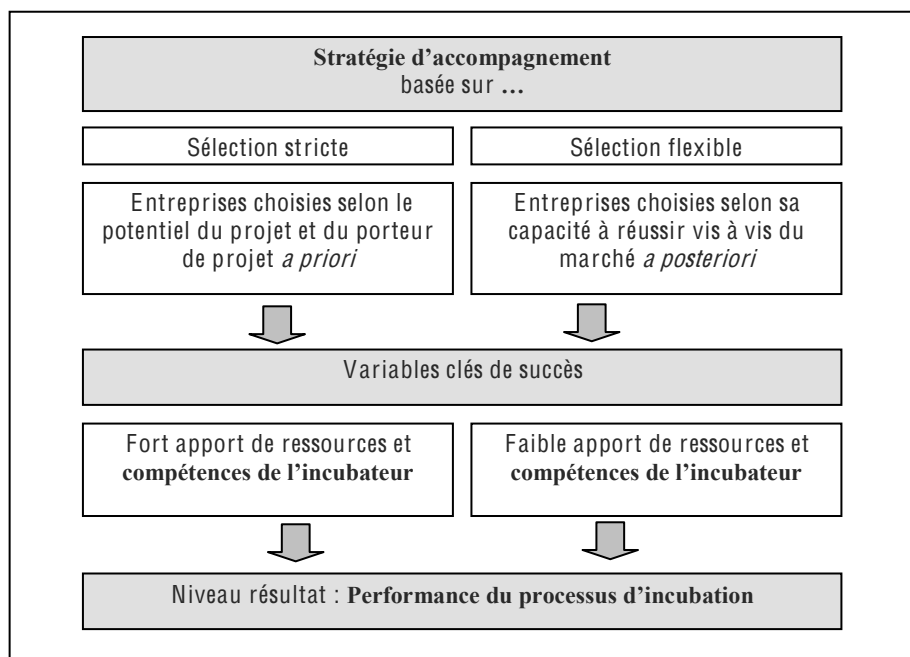 Stratégie d'accompagnement
basée sur ...
Sélection stricte
Sélection flexible
Entreprises choisies selon le
potentiel du projet et du porteur
de projet a priori
Entreprises choisies selon sa
capacité à réussir vis à vis du
marché a posteriori
Variables clés de succès
Fort apport de ressources et
compétences de l'incubateur
Faible apport de ressources et
compétences de l'incubateur
Niveau résultat : Performance du processus d'incubation